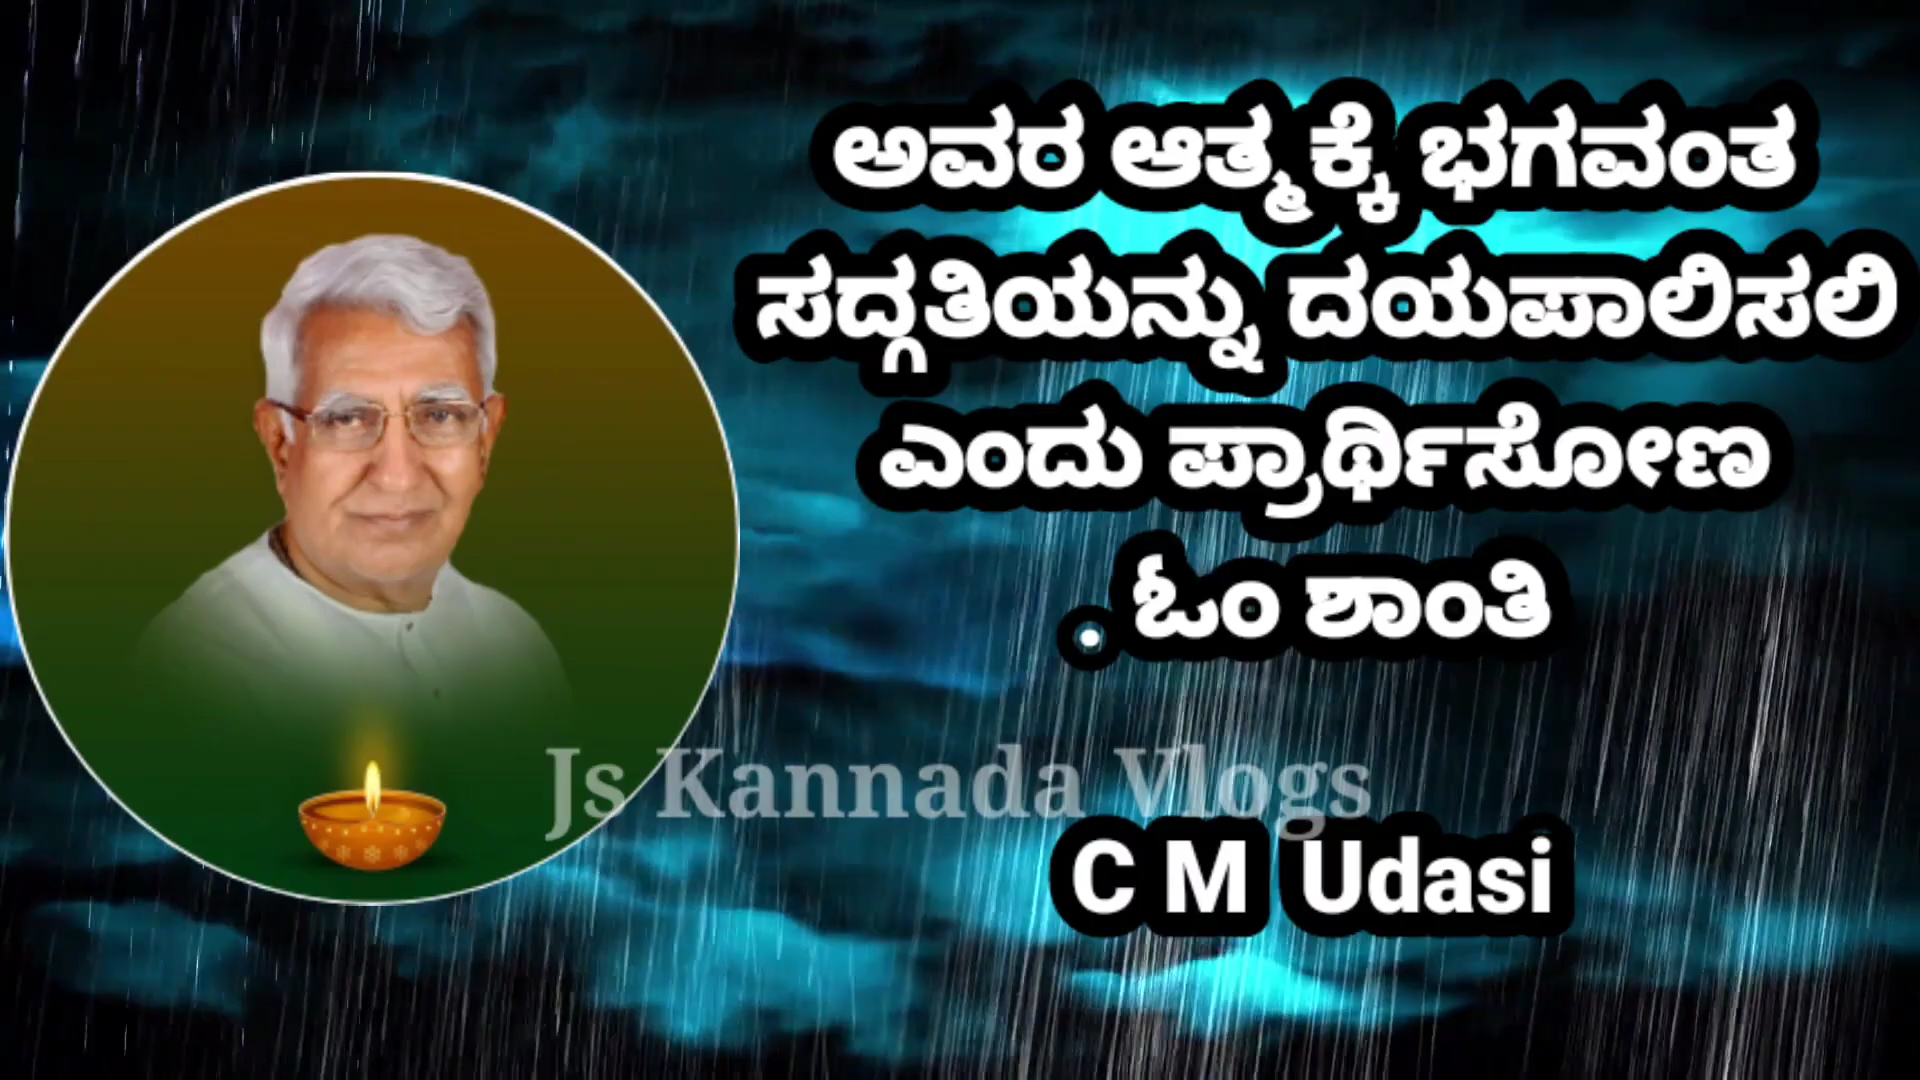 ಅವರ ಆತ್ಮಕ್ಕೆ ಭಗವಂತ
ಸದ್ಗತಿಯನ್ನು ದಯಪಾಲಿಸಲಿ
ಎಂದು ಪ್ರಾರ್ಥಿಸೋಣ
. ಓಂ ಶಾಂತಿ
Js Kannada Vlogs
C M Udasi